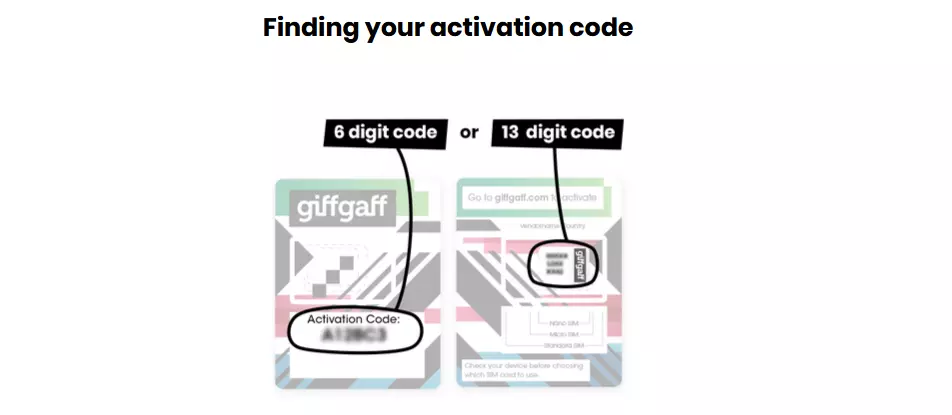 Finding your activation code
6 digit code or 13 digit code
giffgaff
Activation Code:
A12BC3
Go to giffgaff.com to activate
giffgaff
Nano SIM
Micro SIM
Standard SIM
Check your device before choosing
which SIM card to use.